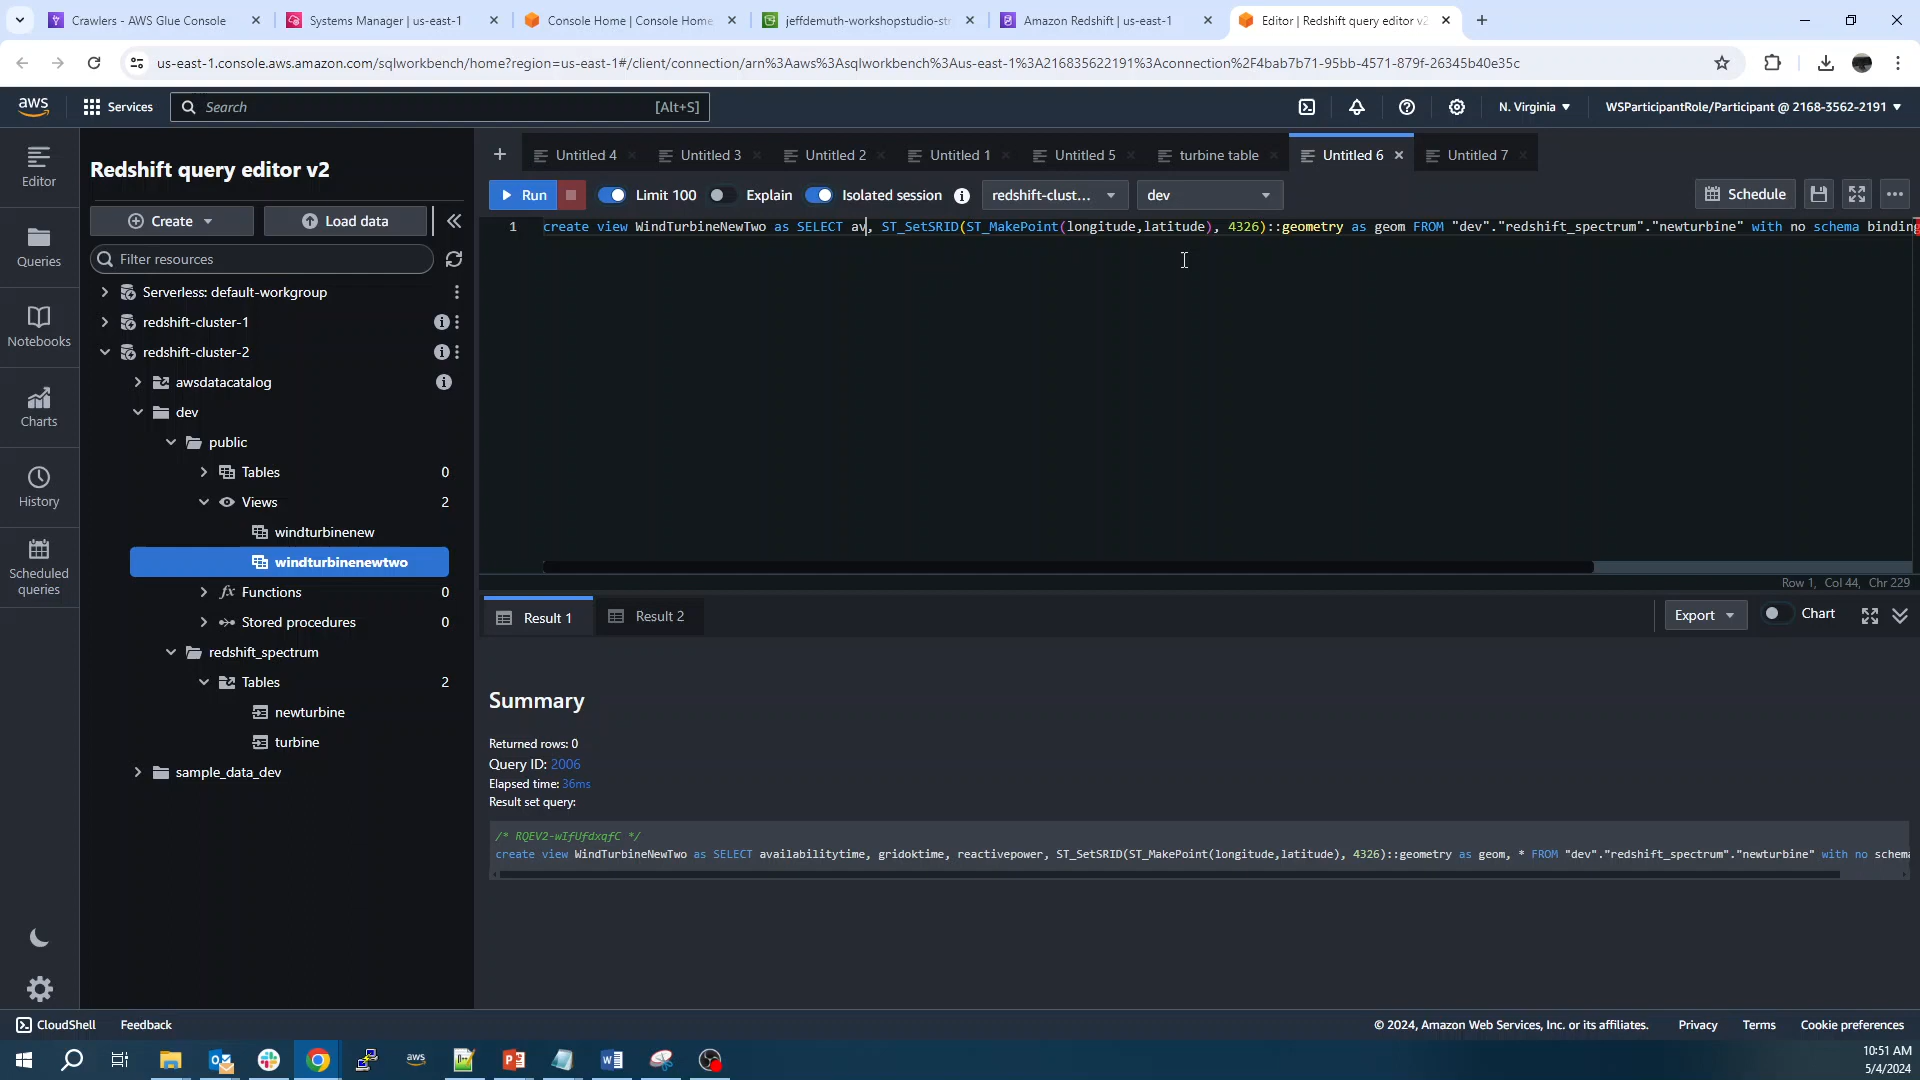 Crawlers - AWS Glue Console
Systems Manager | us-east-1
Console Home | Console Home
jeffdemuth-workshopstudio-str
Amazon Redshift | us-east-1
Editor | Redshift query editor v2
us-east-1.console.aws.amazon.com/sqlworkbench/home?region=us-east-1#/client/connection/arn%3Aaws%3Asqlworkbench%3Aus-east-1%3A216835622191%3Aconnection%2F4bab7b71-95bb-4571-879f-26345b40e35c
aws
Services
Search
[Alt+S]
N. Virginia
WSParticipantRole/Participant @ 2168-3562-2191
Editor
Queries
Notebooks
Charts
History
Scheduled
queries
Redshift query editor v2
Create
Load data
Filter resources
Serverless: default-workgroup
redshift-cluster-1
redshift-cluster-2
awsdatacatalog
dev
public
Tables 0
Views 2
windturbinenew
windturbinenewtwo
fx Functions 0
Stored procedures 0
redshift_spectrum
Tables 2
newturbine
turbine
sample_data_dev
Untitled 4
Untitled 3
Untitled 2
Untitled 1
Untitled 5
turbine table
Untitled 6
Untitled 7
Run
Limit 100
Explain
Isolated session
redshift-clust...
dev
Schedule
1 create view WindTurbineNewTwo as SELECT av, ST_SetSRID(ST_MakePoint(longitude,latitude), 4326)::geometry as geom FROM "dev"."redshift_spectrum"."newturbine" with no schema binding
Row 1, Col 44, Chr 229
Result 1
Result 2
Export
Chart
Summary
Returned rows: 0
Query ID: 2006
Elapsed time: 36ms
Result set query:
/* RQEV2-wIfUfdxqfC */
create view WindTurbineNewTwo as SELECT availabilitytime, gridoktime, reactivepower, ST_SetSRID(ST_MakePoint(longitude,latitude), 4326)::geometry as geom, * FROM "dev"."redshift_spectrum"."newturbine" with no schema
CloudShell
Feedback
© 2024, Amazon Web Services, Inc. or its affiliates.
Privacy
Terms
Cookie preferences
aws
10:51 AM
5/4/2024